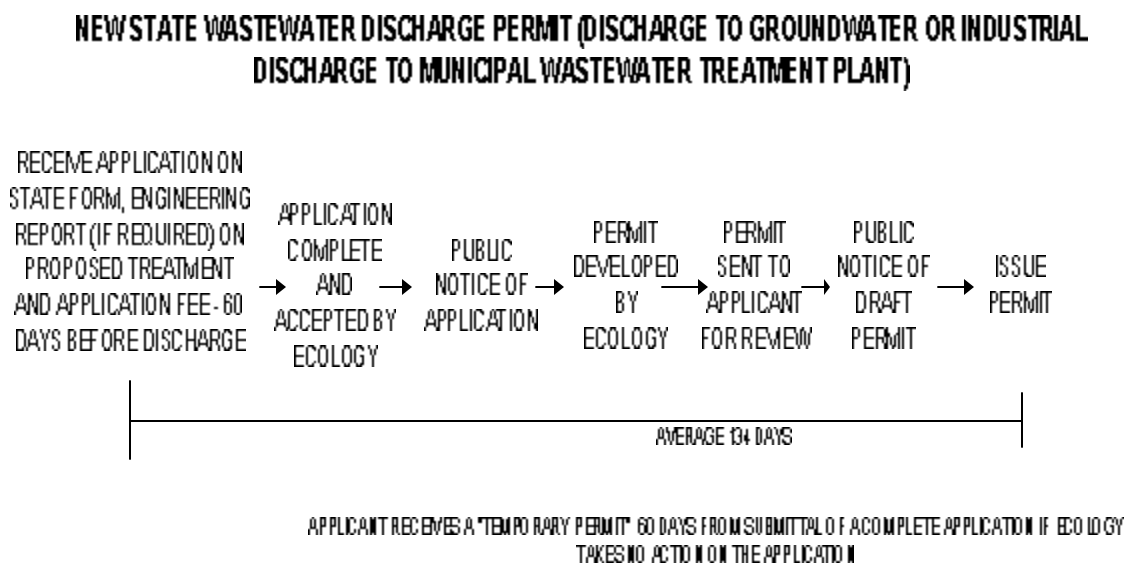 NEW STATE WASTEWATER DISCHARGE PERMIT (DISCHARGE TO GROUNDWATER OR INDUSTRIAL
DISCHARGE TO MUNICIPAL WASTEWATER TREATMENT PLANT)
RECEIVE APPLICATION ON
STATE FORM, ENGINEERING
REPORT (IF REQUIRED) ON
PROPOSED TREATMENT
AND APPLICATION FEE - 60
DAYS BEFORE DISCHARGE
APPLICATION
COMPLETE
AND
ACCEPTED BY
ECOLOGY
PUBLIC
NOTICE OF
APPLICATION
PERMIT
DEVELOPED
BY
ECOLOGY
PERMIT
SENT TO
APPLICANT
FOR REVIEW
PUBLIC
NOTICE OF
DRAFT
PERMIT
ISSUE
PERMIT
AVERAGE 134 DAYS
APPLICANT RECEIVES A "TEMPORARY PERMIT" 60 DAYS FROM SUBMITTAL OF A COMPLETE APPLICATION IF ECOLOGY
TAKES NO ACTION ON THE APPLICATION